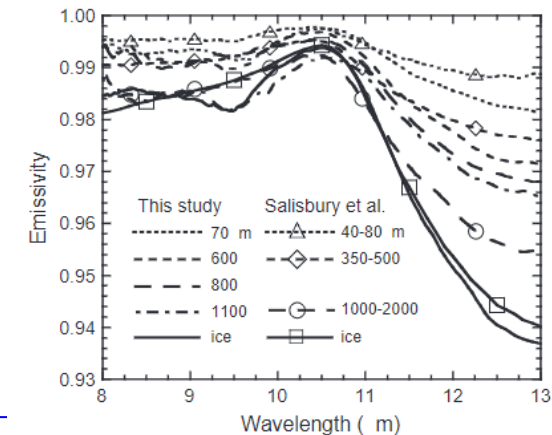 1.00
0.99
0.98
0.97
0.96
0.95
0.94
0.93
Emissivity
This study Salisbury et al.
70 m 40-80 m
600 350-500
800
1100 1000-2000
ice ice
8 9 10 11 12 13
Wavelength ( m)